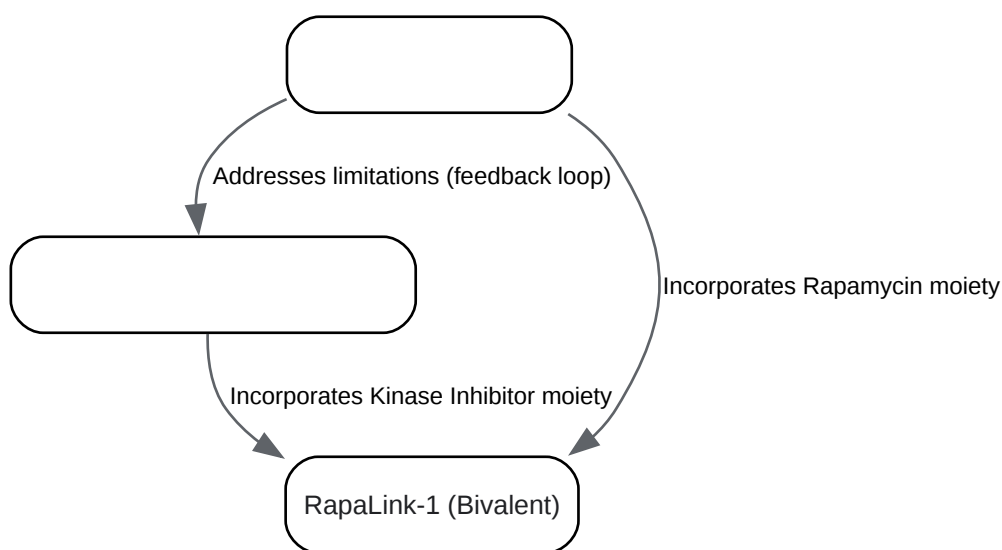 Addresses limitations (feedback loop)
Incorporates Rapamycin moiety
Incorporates Kinase Inhibitor moiety
RapaLink-1 (Bivalent)